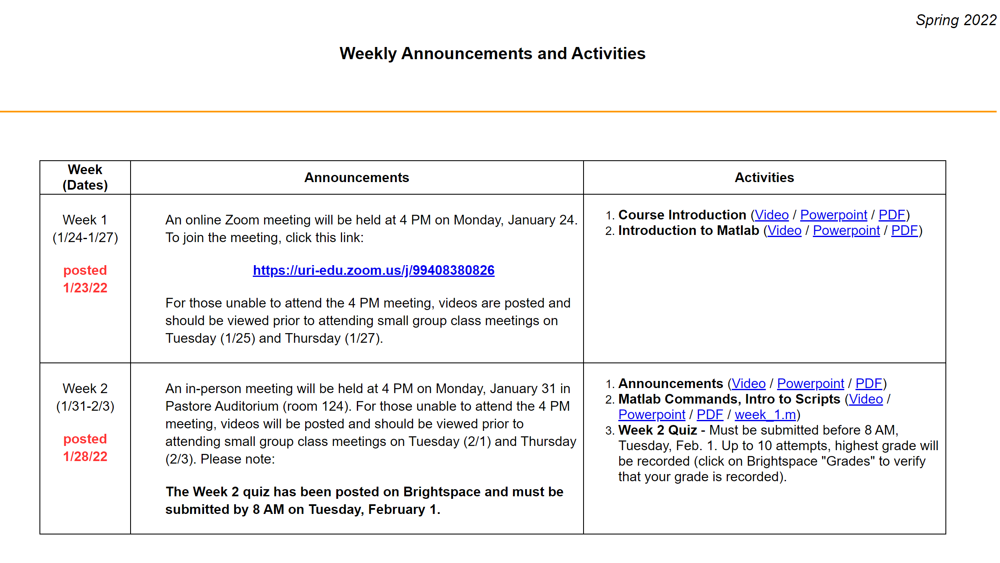 Spring 2022
Weekly Announcements and Activities
Week
(Dates)
Announcements
Activities
Week 1
(1/24-1/27)
posted
1/23/22
An online Zoom meeting will be held at 4 PM on Monday, January 24.
To join the meeting, click this link:
https://uri-edu.zoom.us/j/99408380826
For those unable to attend the 4 PM meeting, videos are posted and
should be viewed prior to attending small group class meetings on
Tuesday (1/25) and Thursday (1/27).
1. Course Introduction (Video / Powerpoint / PDF)
2. Introduction to Matlab (Video / Powerpoint / PDF)
Week 2
(1/31-2/3)
posted
1/28/22
An in-person meeting will be held at 4 PM on Monday, January 31 in
Pastore Auditorium (room 124). For those unable to attend the 4 PM
meeting, videos will be posted and should be viewed prior to
attending small group class meetings on Tuesday (2/1) and Thursday
(2/3). Please note:
The Week 2 quiz has been posted on Brightspace and must be
submitted by 8 AM on Tuesday, February 1.
1. Announcements (Video / Powerpoint / PDF)
2. Matlab Commands, Intro to Scripts (Video /
Powerpoint / PDF / week_1.m)
3. Week 2 Quiz - Must be submitted before 8 AM,
Tuesday, Feb. 1. Up to 10 attempts, highest grade will
be recorded (click on Brightspace "Grades" to verify
that your grade is recorded).